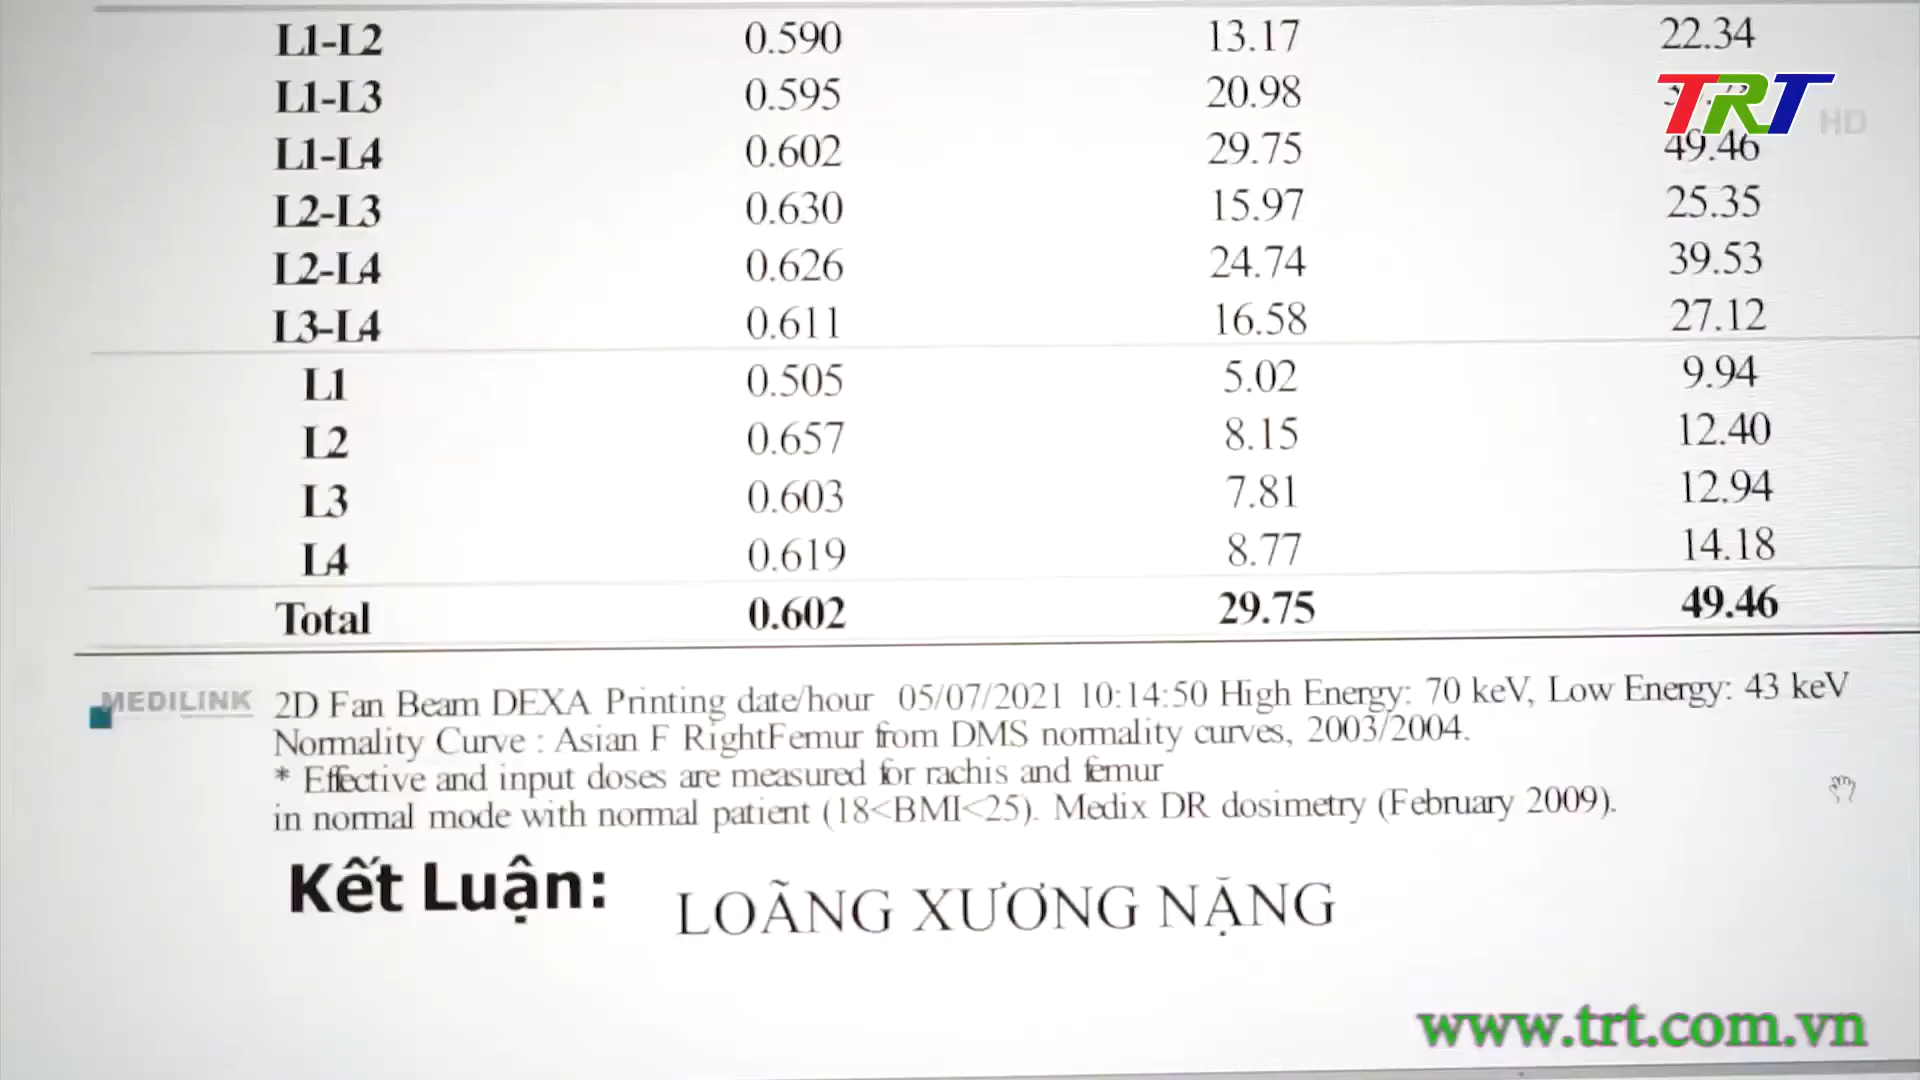 L1-L2 0.590 13.17 22.34
L1-L3 0.595 20.98
TRT HD
L1-L4 0.602 29.75 49.46
L2-L3 0.630 15.97 25.35
L2-L4 0.626 24.74 39.53
L3-L4 0.611 16.58 27.12
L1 0.505 5.02 9.94
L2 0.657 8.15 12.40
L3 0.603 7.81 12.94
L4 0.619 8.77 14.18
Total 0.602 29.75 49.46
MEDILINK 2D Fan Beam DEXA Printing date/hour 05/07/2021 10:14:50 High Energy: 70 keV, Low Energy: 43 keV
Normality Curve : Asian F RightFemur from DMS normality curves, 2003/2004.
* Effective and input doses are measured for rachis and femur
in normal mode with normal patient (18<BMI<25). Medix DR dosimetry (February 2009).
Kết Luận: LOÃNG XƯƠNG NẶNG
www.trt.com.vn